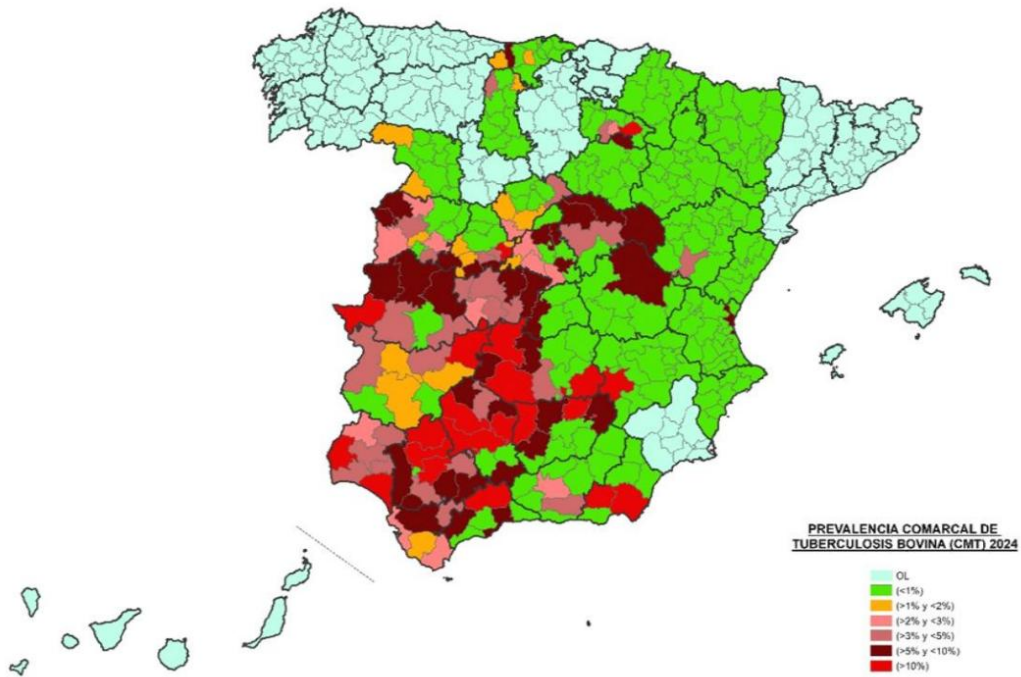 PREVALENCIA COMARCAL DE
TUBERCULOSIS BOVINA (CMT) 2024
OL
(<1%)
(>1% y <2%)
(>2% y <3%)
(>3% y <5%)
(>5% y <10%)
(>10%)